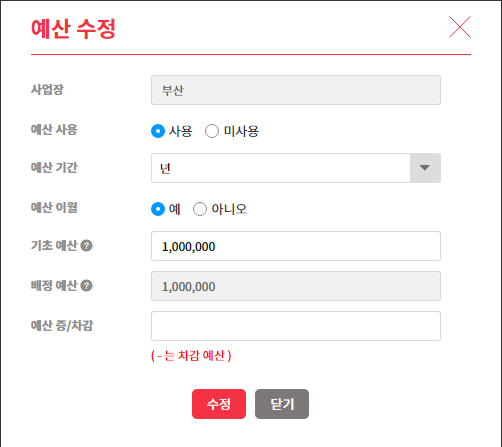 예산 수정
사업장 부산
예산 사용 사용 미사용
예산 기간 년
예산 이월 예 아니오
기초 예산 ? 1,000,000
배정 예산 ? 1,000,000
예산 증/차감
( - 는 차감 예산 )
수정 닫기